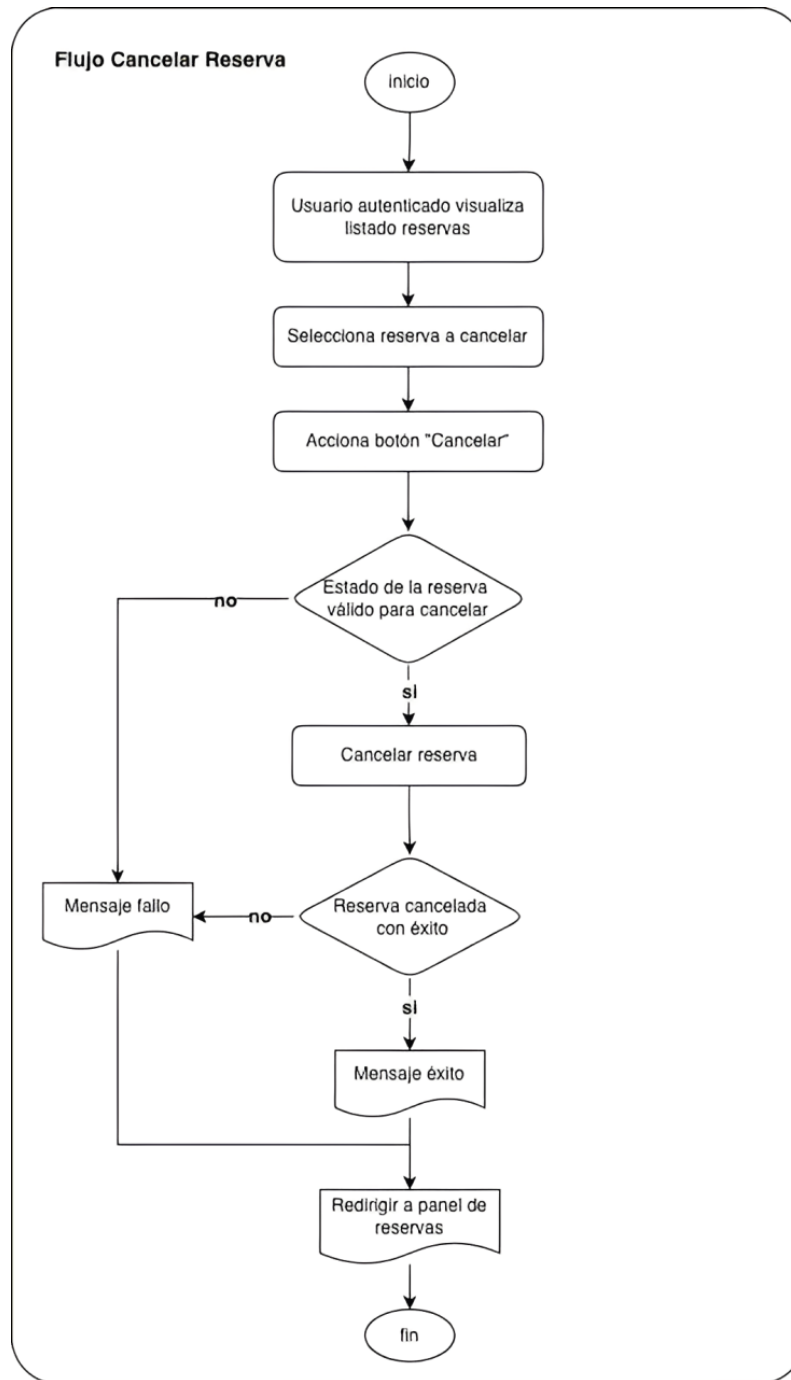 Flujo Cancelar Reserva
inicio
Usuario autenticado visualiza
listado reservas
Selecciona reserva a cancelar
Acciona botón "Cancelar"
Estado de la reserva
válido para cancelar
no
si
Cancelar reserva
Mensaje fallo
no
Reserva cancelada
con éxito
si
Mensaje éxito
Redirigir a panel de
reservas
fin